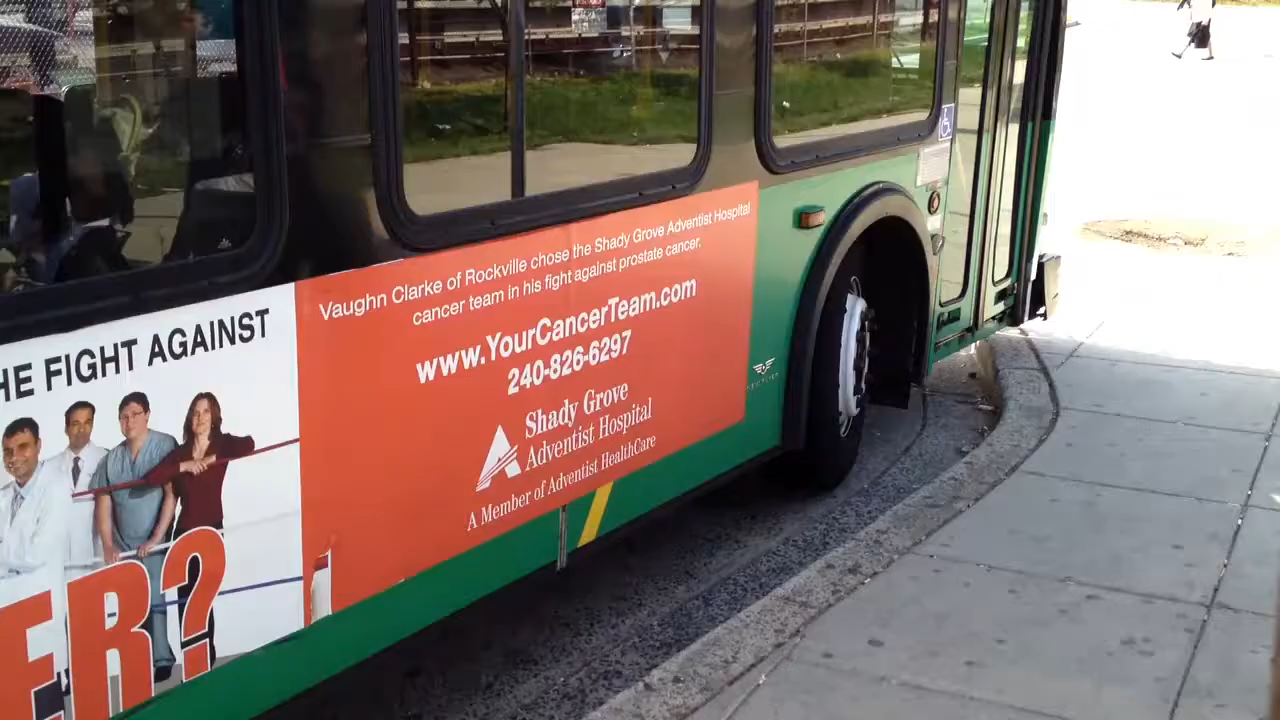 HE FIGHT AGAINST
ER?
Vaughn Clarke of Rockville chose the Shady Grove Adventist Hospital
cancer team in his fight against prostate cancer.
www.YourCancerTeam.com
240-826-6297
Shady Grove
Adventist Hospital
A Member of Adventist HealthCare